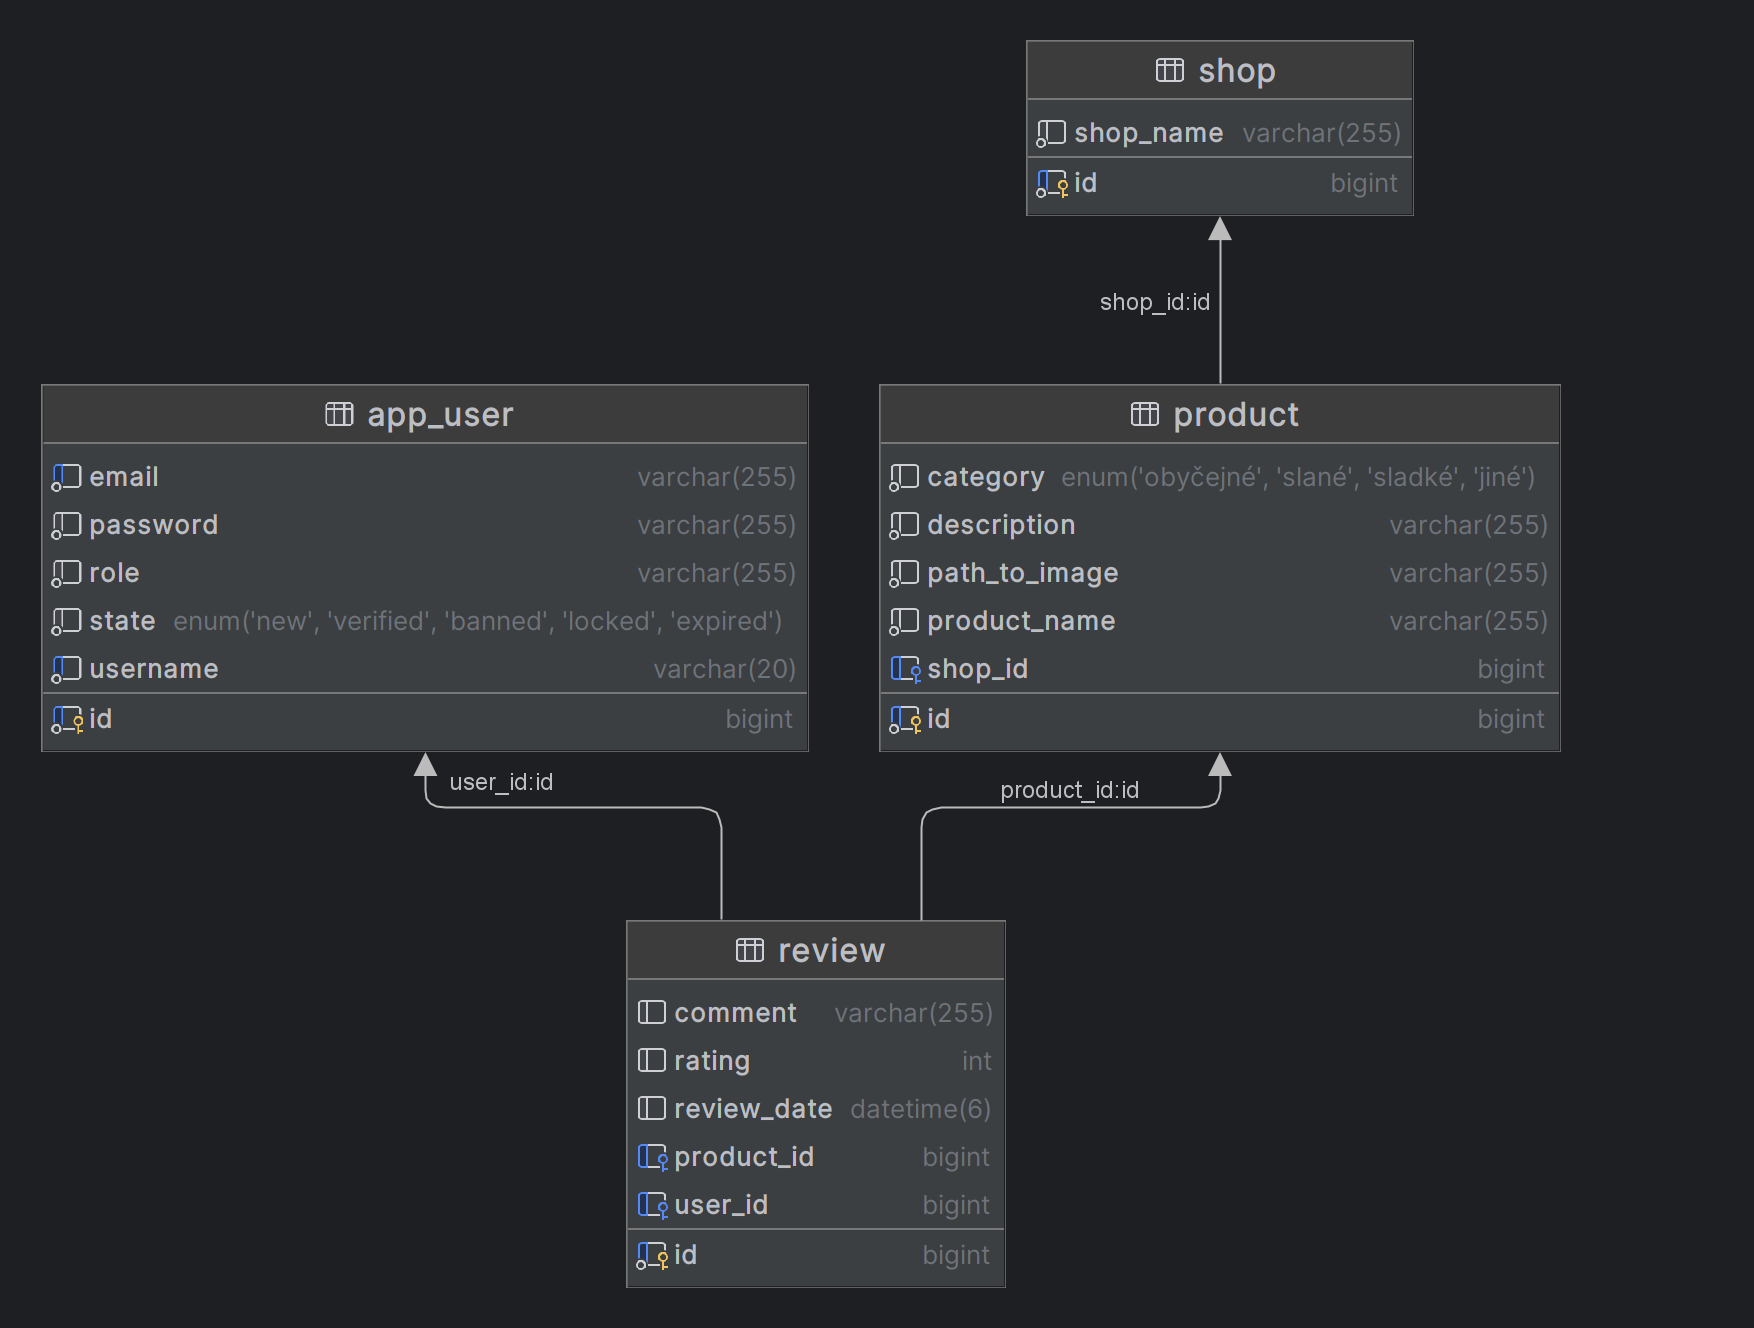 shop
shop_name varchar(255)
id bigint
shop_id:id
app_user
email varchar(255)
password varchar(255)
role varchar(255)
state enum('new', 'verified', 'banned', 'locked', 'expired')
username varchar(20)
id bigint
product
category enum('obyčejné', 'slané', 'sladké', 'jiné')
description varchar(255)
path_to_image varchar(255)
product_name varchar(255)
shop_id bigint
id bigint
user_id:id
product_id:id
review
comment varchar(255)
rating int
review_date datetime(6)
product_id bigint
user_id bigint
id bigint